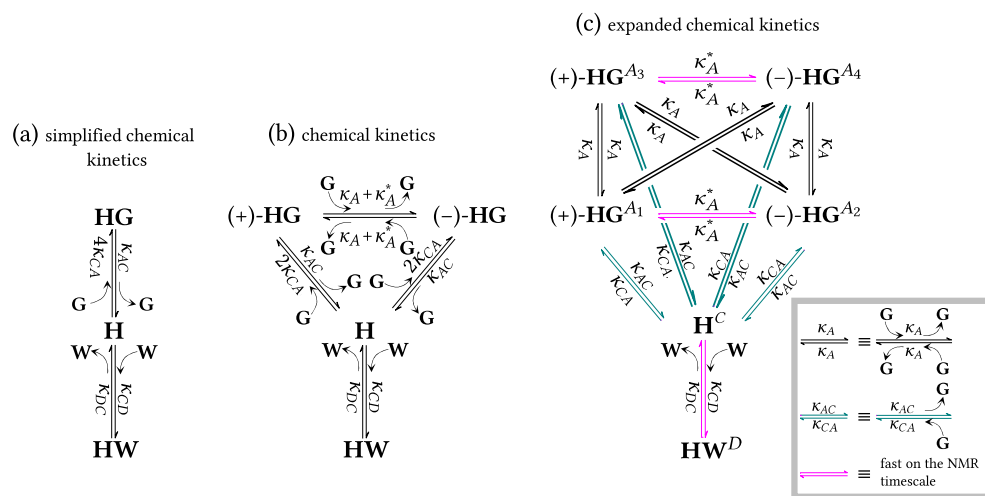 (a) simplified chemical
kinetics
HG
4κ_CA κ_AC
G G
H
W W
κ_DC κ_CD
HW
(b) chemical kinetics
G κ_A + κ*_A G
(+)-HG (−)-HG
G κ_A + κ*_A G
κ_AC 2κ_CA
2κ_CA κ_AC
G G
G G
H
W W
κ_DC κ_CD
HW
(c) expanded chemical kinetics
κ*_A
(+)-HG^A3 (−)-HG^A4
κ*_A
κ_A κ_A
κ_A κ_A
κ_A κ_A κ_A κ_A
κ*_A
(+)-HG^A1 (−)-HG^A2
κ*_A
κ_AC κ_CA
κ_CA. κ_AC
κ_AC κ_CA
κ_CA κ_AC
H^C
W W
κ_DC κ_CD
HW^D
G κ_A G
κ_A ≡
κ_A κ_A
G G
G
κ_AC ≡ κ_AC
κ_CA κ_CA
G
≡ fast on the NMR
timescale